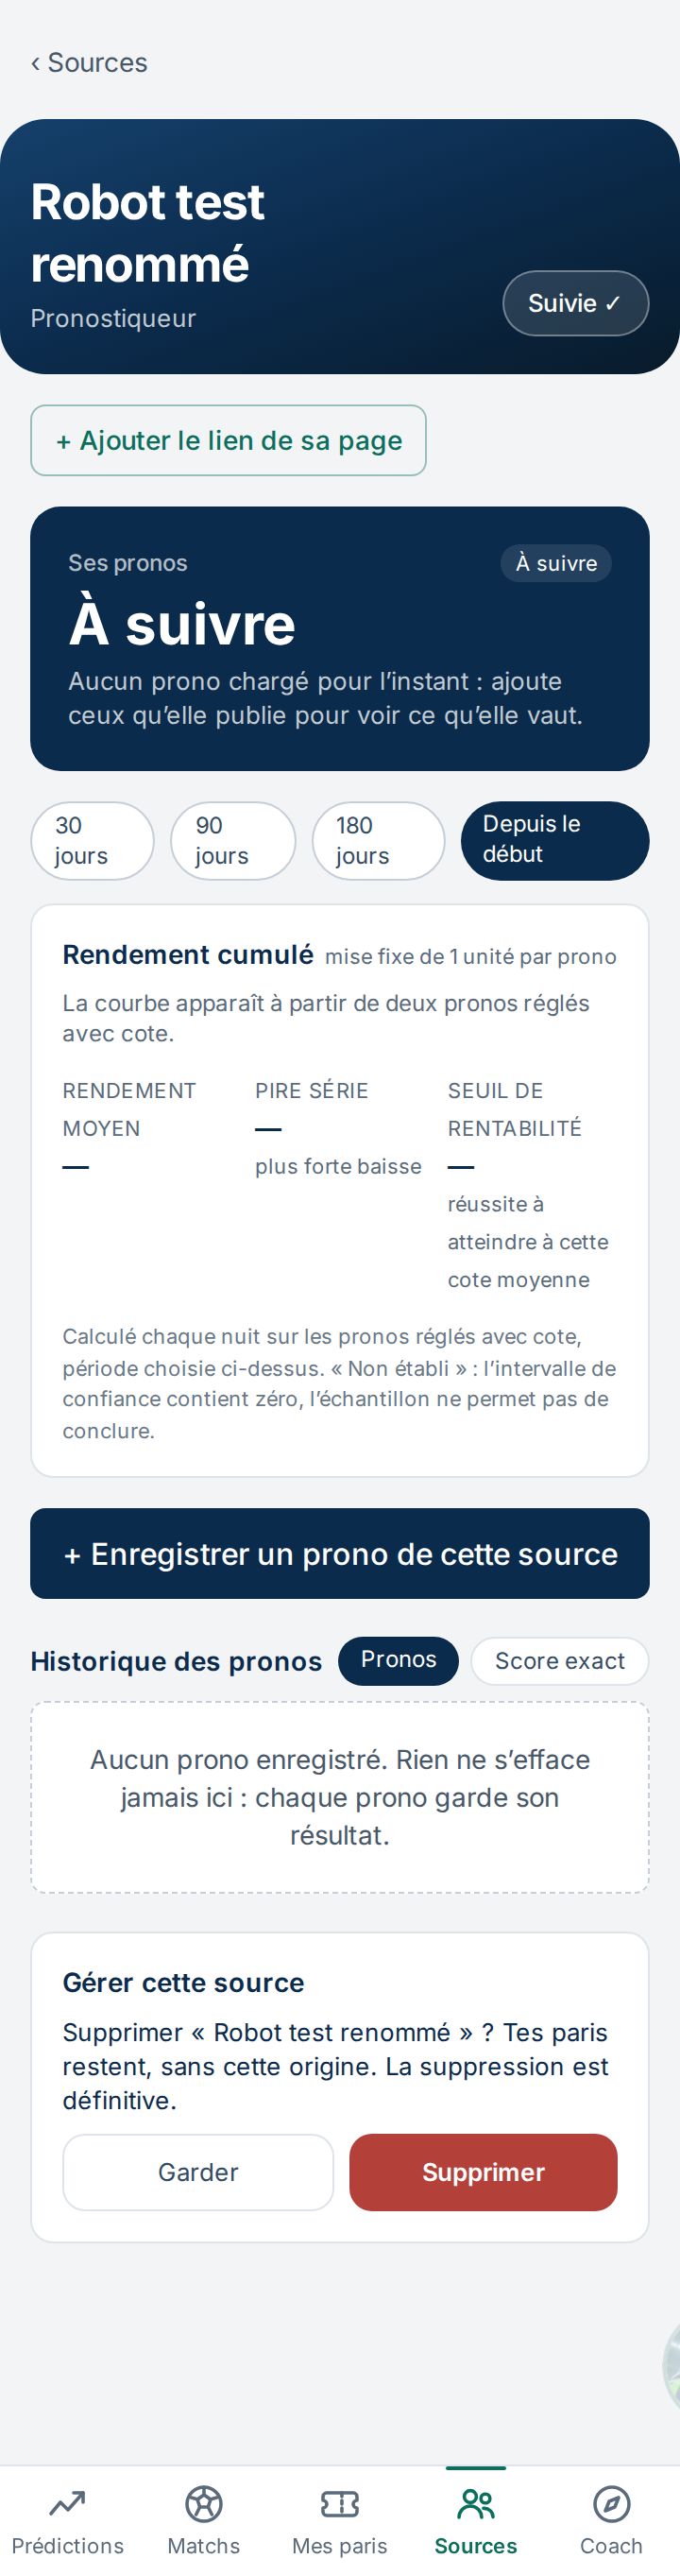 ‹ Sources
Robot test
renommé
Pronostiqueur
Suivie ✓
+ Ajouter le lien de sa page
Ses pronos
À suivre
À suivre
Aucun prono chargé pour l’instant : ajoute
ceux qu’elle publie pour voir ce qu’elle vaut.
30
jours
90
jours
180
jours
Depuis le
début
Rendement cumulé mise fixe de 1 unité par prono
La courbe apparaît à partir de deux pronos réglés
avec cote.
RENDEMENT
MOYEN
—
PIRE SÉRIE
—
plus forte baisse
SEUIL DE
RENTABILITÉ
—
réussite à
atteindre à cette
cote moyenne
Calculé chaque nuit sur les pronos réglés avec cote,
période choisie ci-dessus. « Non établi » : l’intervalle de
confiance contient zéro, l’échantillon ne permet pas de
conclure.
+ Enregistrer un prono de cette source
Historique des pronos
Pronos
Score exact
Aucun prono enregistré. Rien ne s’efface
jamais ici : chaque prono garde son
résultat.
Gérer cette source
Supprimer « Robot test renommé » ? Tes paris
restent, sans cette origine. La suppression est
définitive.
Garder
Supprimer
Prédictions
Matchs
Mes paris
Sources
Coach